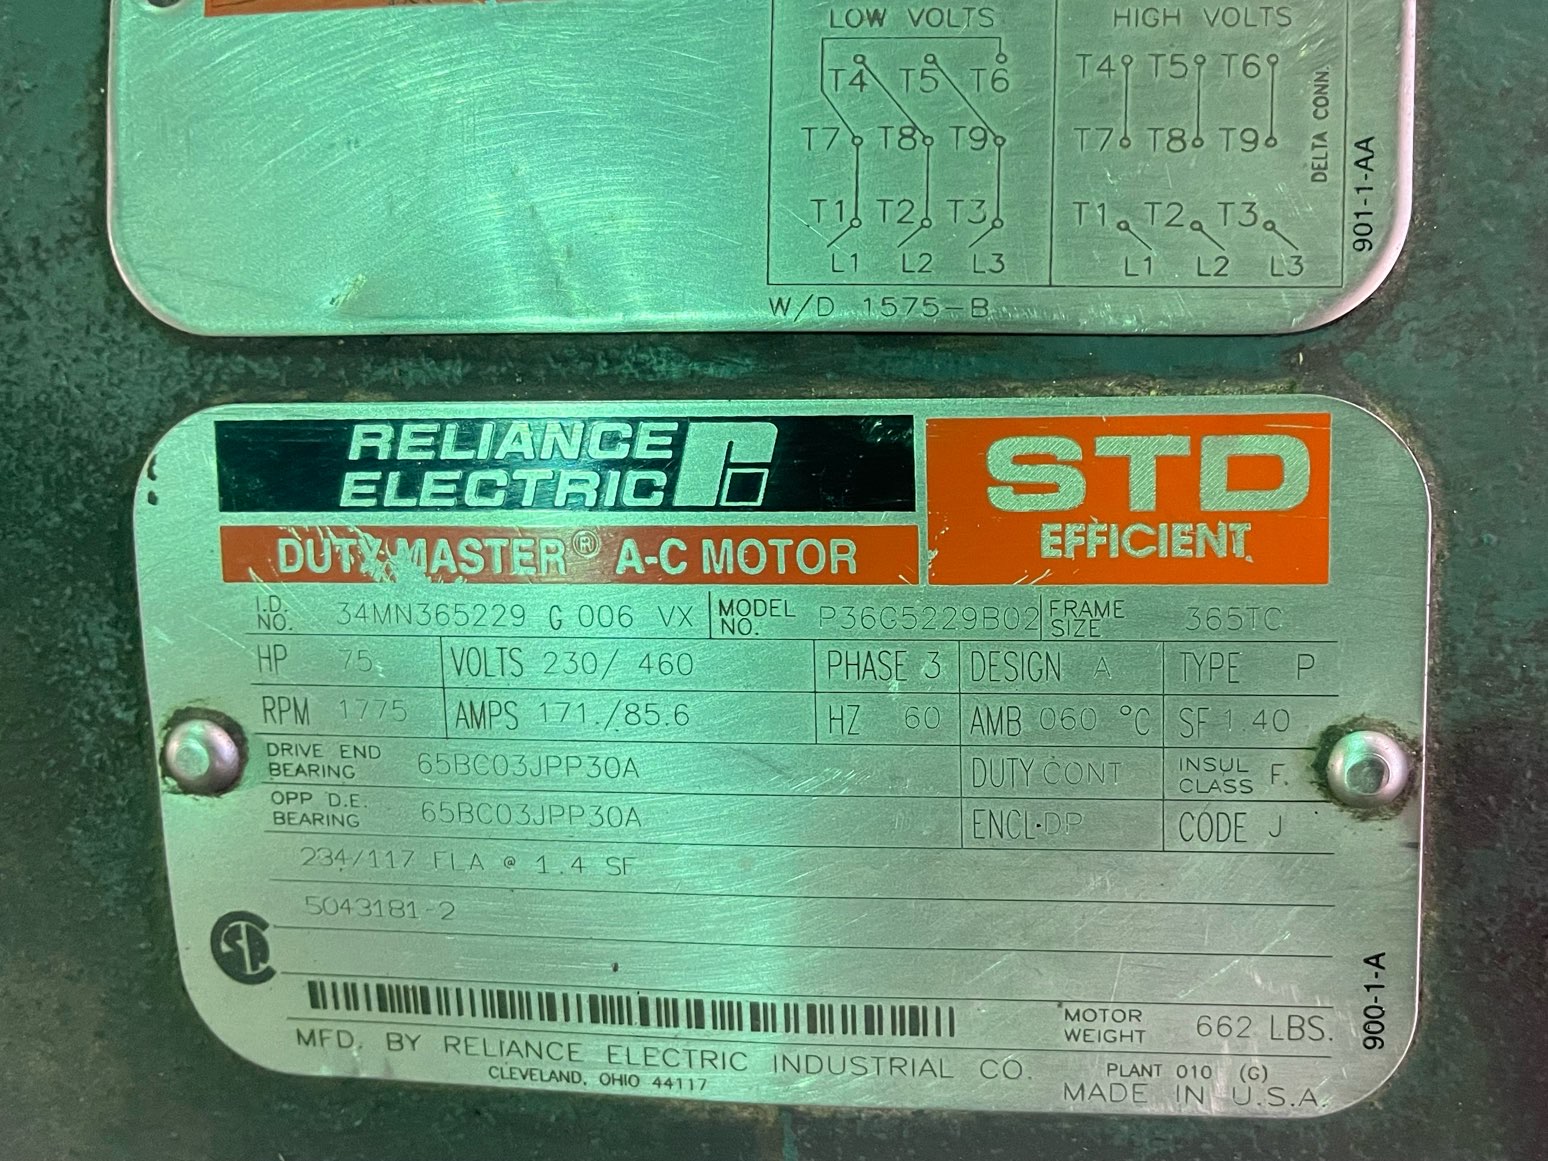 LOW VOLTS
HIGH VOLTS
T4 T5 T6
T4 T5 T6
T7 T8 T9
T7 T8 T9
DELTA CONN.
T1 T2 T3
T1 T2 T3
L1 L2 L3
L1 L2 L3
901-1-AA
W/D 1575-B
RELIANCE
ELECTRIC
STD
EFFICIENT
DUTY MASTER® A-C MOTOR
I.D. NO. 34MN365229 G 006 VX MODEL NO. P36G5229B02 FRAME SIZE 365TC
HP 75 VOLTS 230/ 460 PHASE 3 DESIGN A TYPE P
RPM 1775 AMPS 171./85.6 HZ 60 AMB 060 °C SF 1.40
DRIVE END BEARING 65BC03JPP30A DUTY CONT INSUL CLASS F.
OPP D.E. BEARING 65BC03JPP30A ENCL. DP CODE J
234/117 FLA @ 1.4 SF
5043181-2
SA
MOTOR WEIGHT 662 LBS.
900-1-A
MFD. BY RELIANCE ELECTRIC INDUSTRIAL CO.
CLEVELAND, OHIO 44117
PLANT 010 (G)
MADE IN U.S.A.